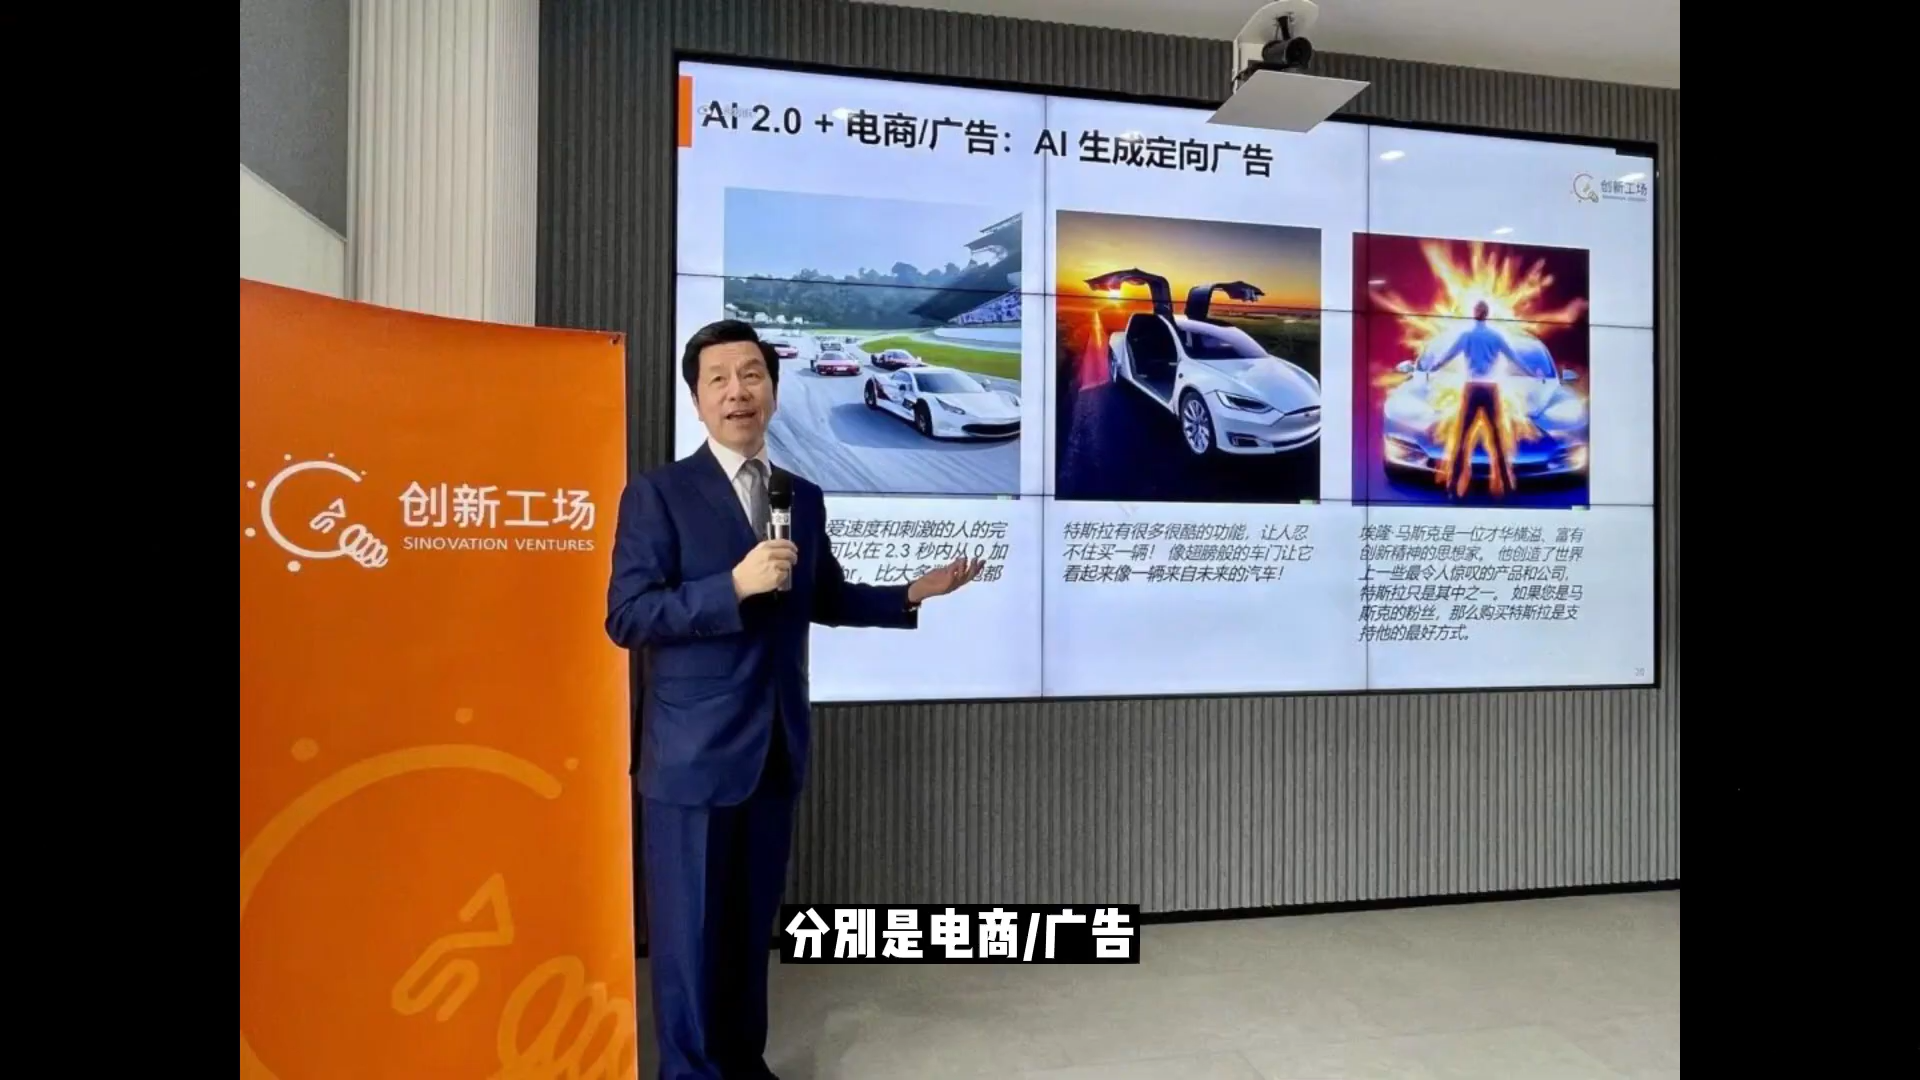 AI 2.0 + 电商/广告：AI 生成定向广告
创新工场
爱速度和刺激的人的完
可以在 2.3 秒内从 0 加
hr，比大多
都
特斯拉有很多很酷的功能，让人忍
不住买一辆！像翅膀般的车门让它
看起来像一辆来自未来的汽车！
埃隆·马斯克是一位才华横溢、富有
创新精神的思想家。他创造了世界
上一些最令人惊叹的产品和公司，
特斯拉只是其中之一。如果您是马
斯克的粉丝，那么购买特斯拉是支
持他的最好方式。
20
创新工场
SINOVATION VENTURES
分别是电商/广告